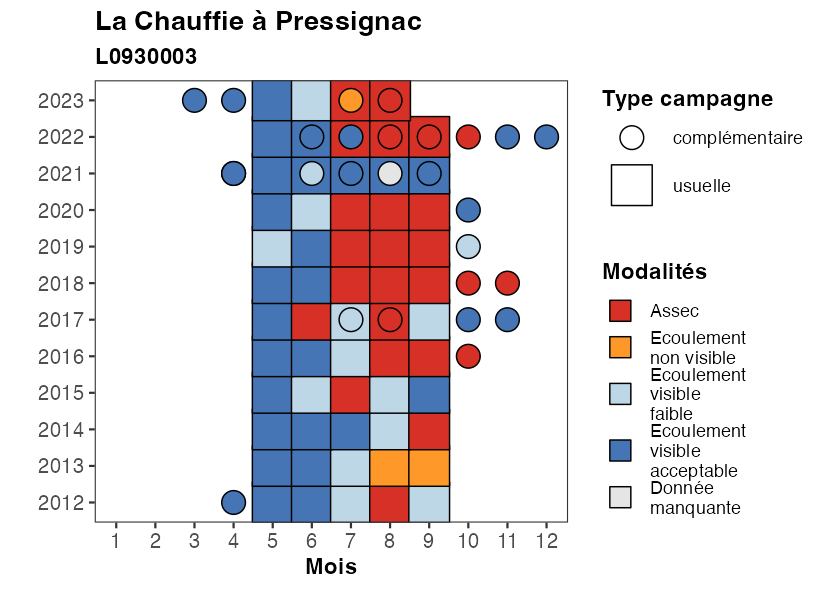 La Chauffie à Pressignac
L0930003
2023
2022
2021
2020
2019
2018
2017
2016
2015
2014
2013
2012
1 2 3 4 5 6 7 8 9 10 11 12
Mois
Type campagne
complémentaire
usuelle
Modalités
Assec
Ecoulement
non visible
Ecoulement
visible
faible
Ecoulement
visible
acceptable
Donnée
manquante